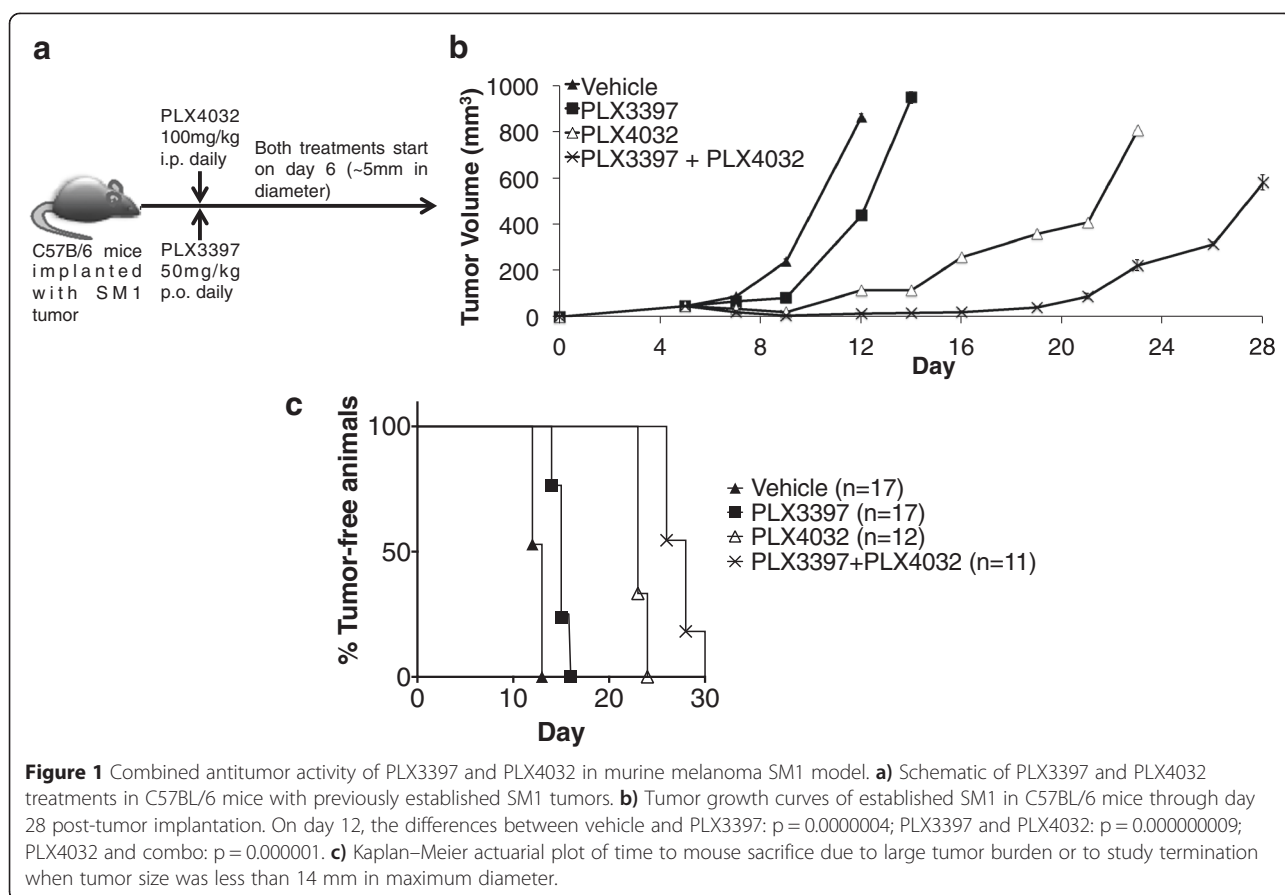 a
PLX4032
100mg/kg
i.p. daily
Both treatments start
on day 6 (~5mm in
diameter)
C57B/6 mice
implanted
with SM1
tumor
PLX3397
50mg/kg
p.o. daily
b
Tumor Volume (mm³)
1000
800
600
400
200
0
Vehicle
PLX3397
PLX4032
PLX3397 + PLX4032
0 4 8 12 16 20 24 28
Day
c
% Tumor-free animals
100
50
0
0 10 20 30
Day
Vehicle (n=17)
PLX3397 (n=17)
PLX4032 (n=12)
PLX3397+PLX4032 (n=11)
Figure 1 Combined antitumor activity of PLX3397 and PLX4032 in murine melanoma SM1 model. a) Schematic of PLX3397 and PLX4032
treatments in C57BL/6 mice with previously established SM1 tumors. b) Tumor growth curves of established SM1 in C57BL/6 mice through day
28 post-tumor implantation. On day 12, the differences between vehicle and PLX3397: p = 0.0000004; PLX3397 and PLX4032: p = 0.000000009;
PLX4032 and combo: p = 0.000001. c) Kaplan–Meier actuarial plot of time to mouse sacrifice due to large tumor burden or to study termination
when tumor size was less than 14 mm in maximum diameter.